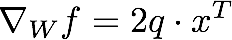 ∇_W f = 2q · x^T